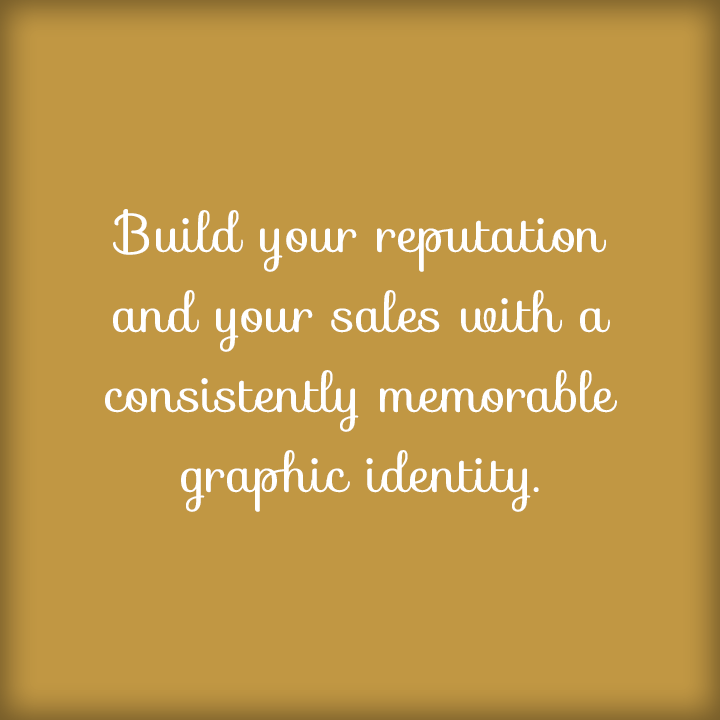 Build your reputation
and your sales with a
consistently memorable
graphic identity.